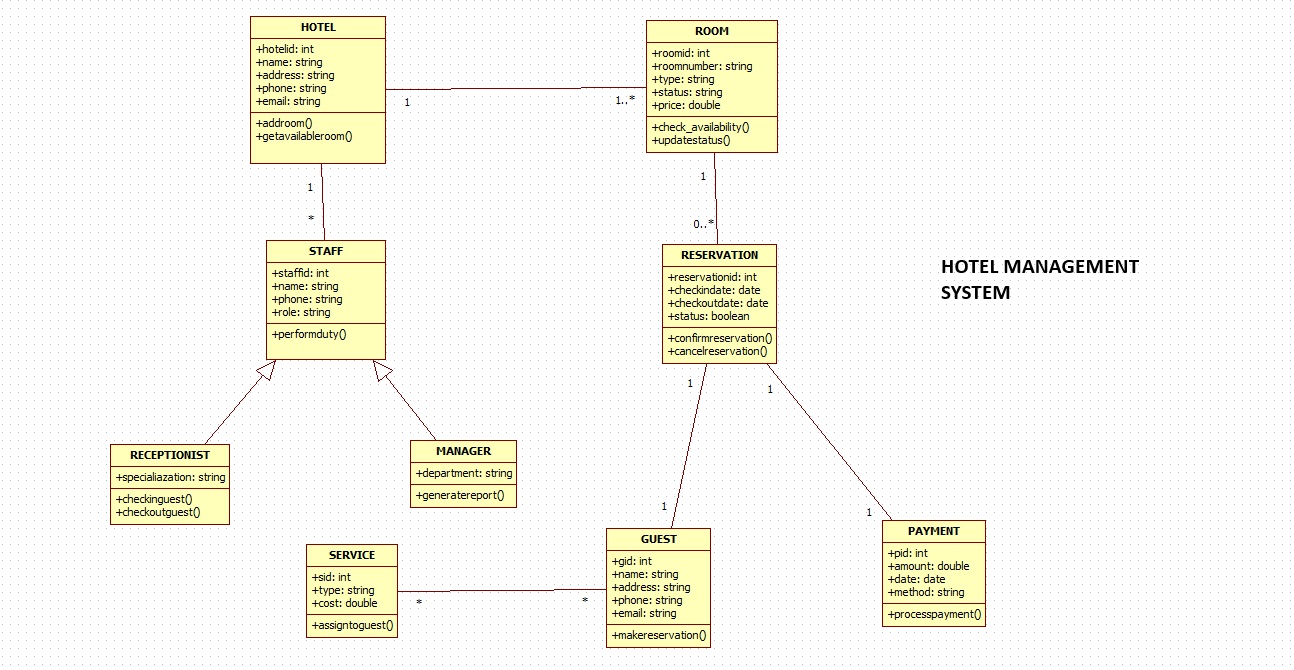 HOTEL
+hotelid: int
+name: string
+address: string
+phone: string
+email: string
+addroom()
+getavailableroom()
1
1..*
ROOM
+roomid: int
+roomnumber: string
+type: string
+status: string
+price: double
+check_availability()
+updatestatus()
1
*
1
0..*
STAFF
+staffid: int
+name: string
+phone: string
+role: string
+performduty()
RESERVATION
+reservationid: int
+checkindate: date
+checkoutdate: date
+status: boolean
+confirmreservation()
+cancelreservation()
HOTEL MANAGEMENT
SYSTEM
1
1
1
1
RECEPTIONIST
+specialiazation: string
+checkinguest()
+checkoutguest()
MANAGER
+department: string
+generatereport()
SERVICE
+sid: int
+type: string
+cost: double
+assigntoguest()
*
*
GUEST
+gid: int
+name: string
+address: string
+phone: string
+email: string
+makereservation()
PAYMENT
+pid: int
+amount: double
+date: date
+method: string
+processpayment()